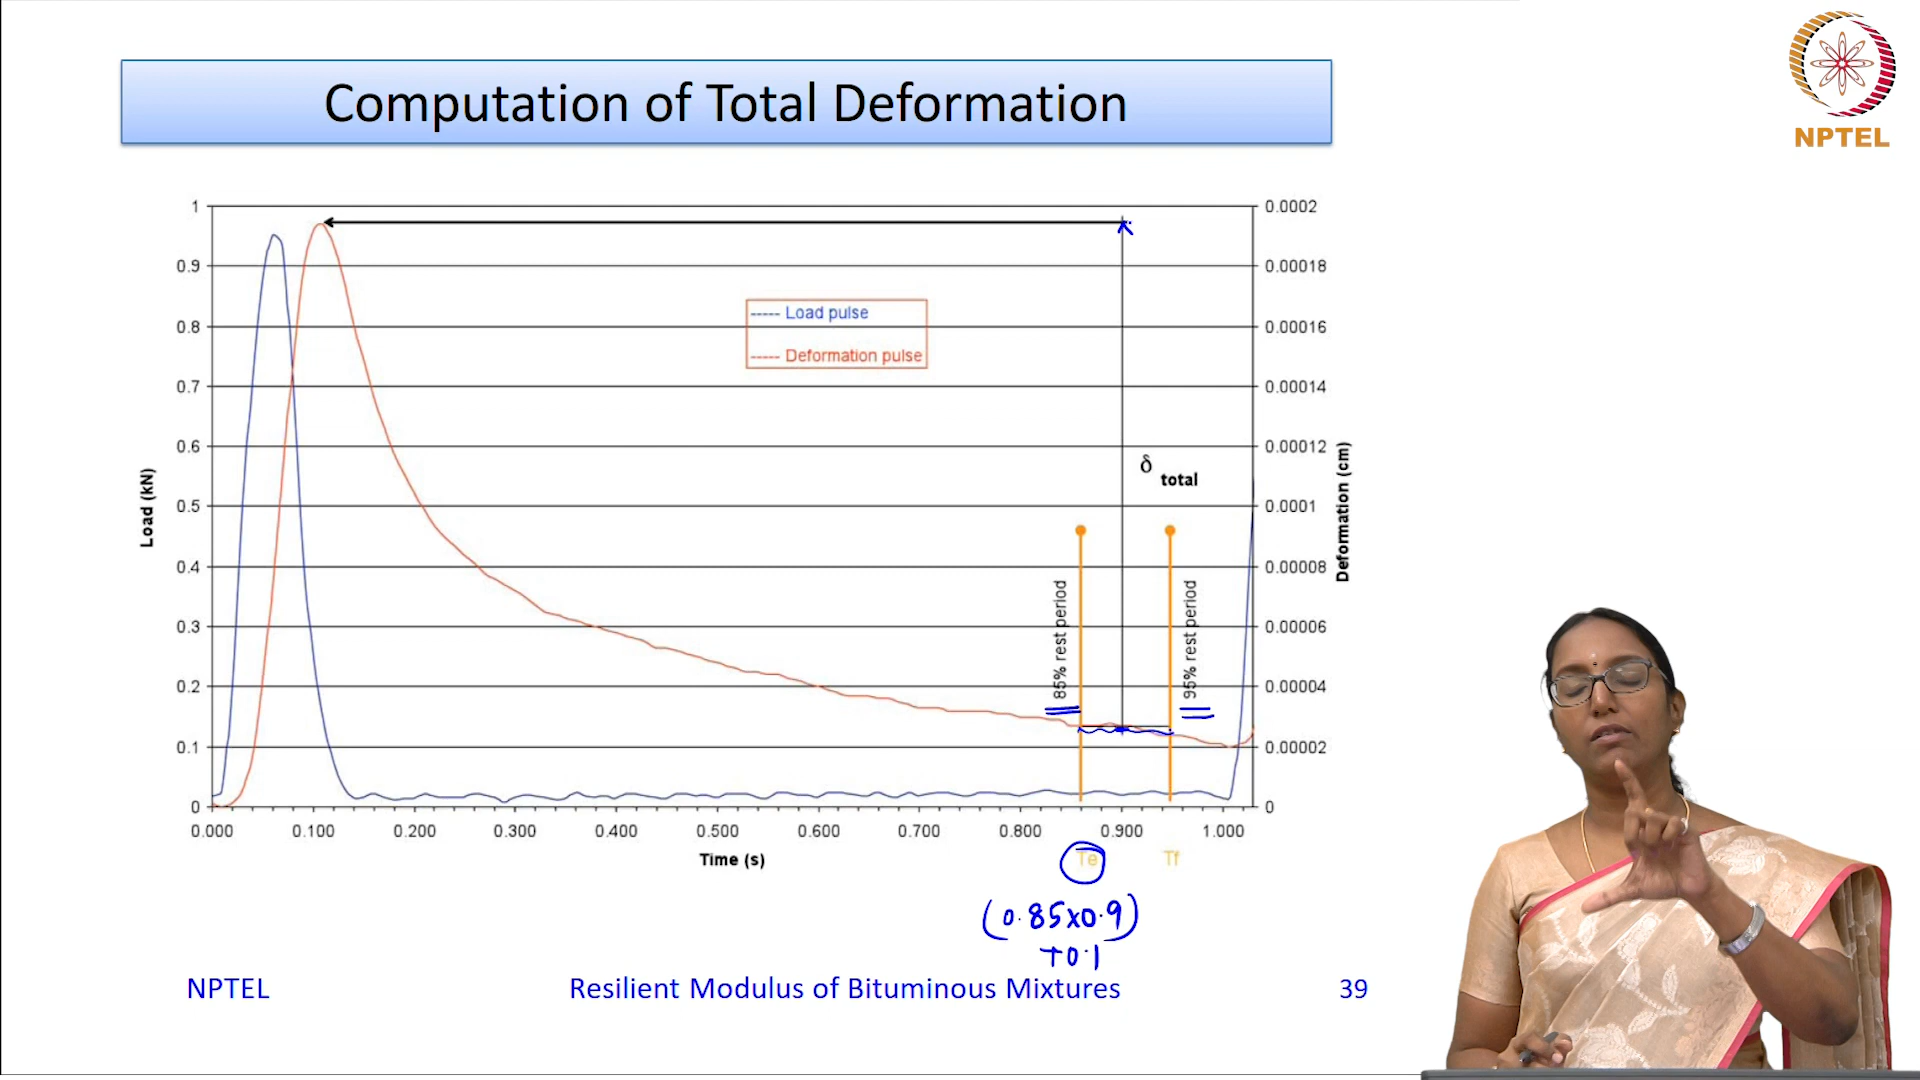 Computation of Total Deformation
NPTEL
1
0.9
0.8
0.7
0.6
0.5
0.4
0.3
0.2
0.1
0
Load (kN)
0.0002
0.00018
0.00016
0.00014
0.00012
0.0001
0.00008
0.00006
0.00004
0.00002
0
Deformation (cm)
----- Load pulse
----- Deformation pulse
δ total
85% rest period
95% rest period
0.000 0.100 0.200 0.300 0.400 0.500 0.600 0.700 0.800 0.900 1.000
Time (s)
Te Tf
(0.85x0.9)
+0.1
NPTEL Resilient Modulus of Bituminous Mixtures 39